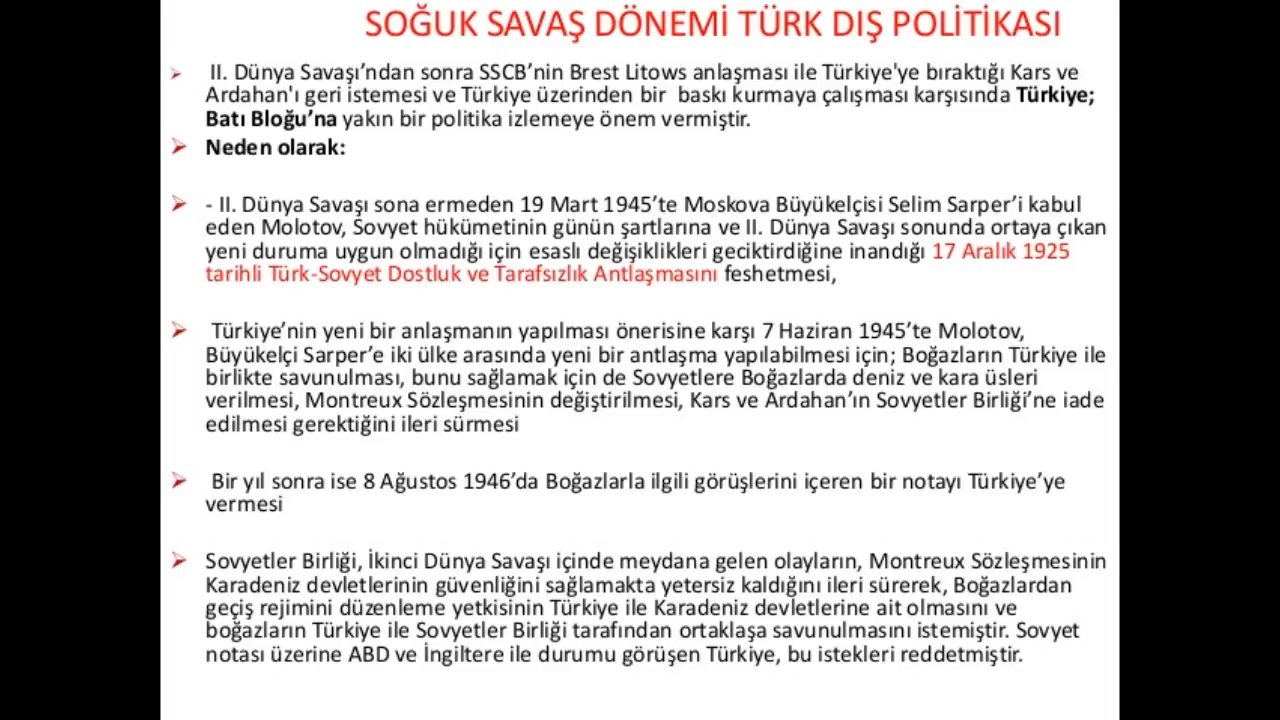 SOĞUK SAVAŞ DÖNEMİ TÜRK DIŞ POLİTİKASI
II. Dünya Savaşı’ndan sonra SSCB’nin Brest Litows anlaşması ile Türkiye'ye bıraktığı Kars ve
Ardahan'ı geri istemesi ve Türkiye üzerinden bir baskı kurmaya çalışması karşısında Türkiye;
Batı Bloğu’na yakın bir politika izlemeye önem vermiştir.
Neden olarak:
- II. Dünya Savaşı sona ermeden 19 Mart 1945’te Moskova Büyükelçisi Selim Sarper’i kabul
eden Molotov, Sovyet hükümetinin günün şartlarına ve II. Dünya Savaşı sonunda ortaya çıkan
yeni duruma uygun olmadığı için esaslı değişiklikleri geciktirdiğine inandığı 17 Aralık 1925
tarihli Türk-Sovyet Dostluk ve Tarafsızlık Antlaşmasını feshetmesi,
Türkiye’nin yeni bir anlaşmanın yapılması önerisine karşı 7 Haziran 1945’te Molotov,
Büyükelçi Sarper’e iki ülke arasında yeni bir antlaşma yapılabilmesi için; Boğazların Türkiye ile
birlikte savunulması, bunu sağlamak için de Sovyetlere Boğazlarda deniz ve kara üsleri
verilmesi, Montreux Sözleşmesinin değiştirilmesi, Kars ve Ardahan’ın Sovyetler Birliği’ne iade
edilmesi gerektiğini ileri sürmesi
Bir yıl sonra ise 8 Ağustos 1946’da Boğazlarla ilgili görüşlerini içeren bir notayı Türkiye’ye
vermesi
Sovyetler Birliği, İkinci Dünya Savaşı içinde meydana gelen olayların, Montreux Sözleşmesinin
Karadeniz devletlerinin güvenliğini sağlamakta yetersiz kaldığını ileri sürerek, Boğazlardan
geçiş rejimini düzenleme yetkisinin Türkiye ile Karadeniz devletlerine ait olmasını ve
boğazların Türkiye ile Sovyetler Birliği tarafından ortaklaşa savunulmasını istemiştir. Sovyet
notası üzerine ABD ve İngiltere ile durumu görüşen Türkiye, bu istekleri reddetmiştir.